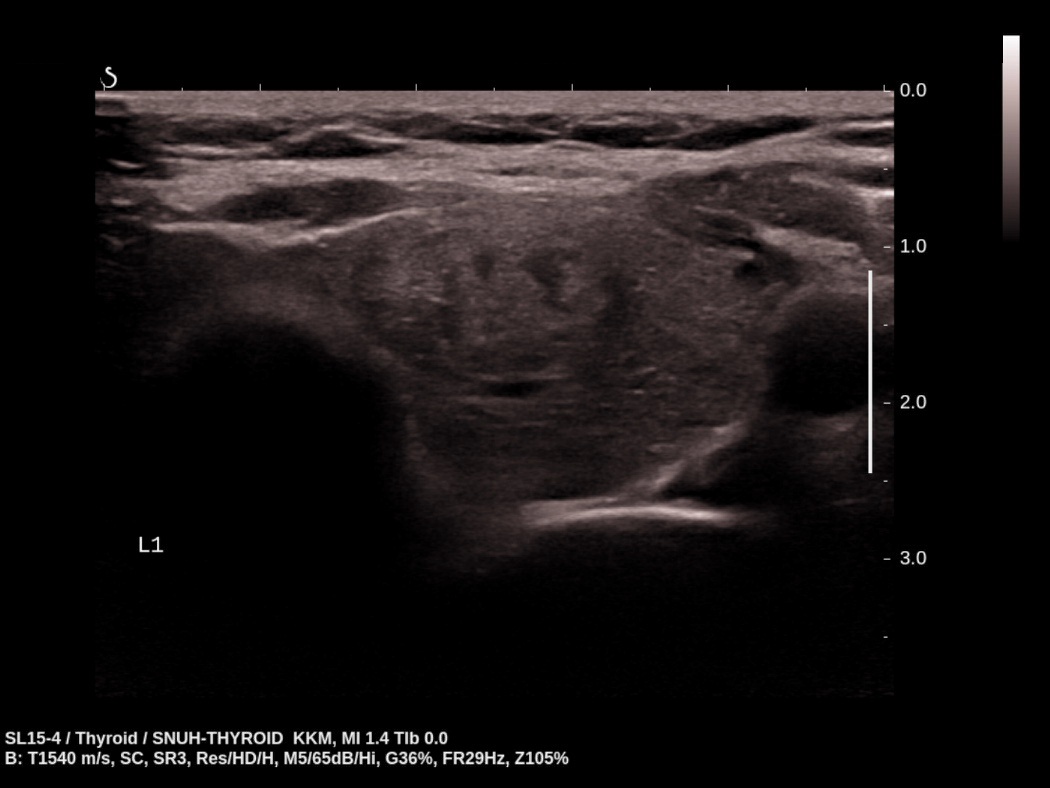 S
0.0
1.0
2.0
3.0
L1
SL15-4 / Thyroid / SNUH-THYROID KKM, MI 1.4 TIb 0.0
B: T1540 m/s, SC, SR3, Res/HD/H, M5/65dB/Hi, G36%, FR29Hz, Z105%